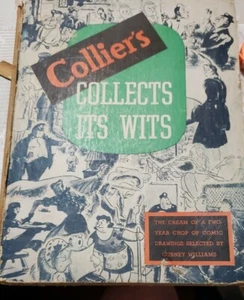 Collier's
COLLECTS
ITS WITS
THE CREAM OF A TWO-
YEAR CROP OF COMIC
DRAWINGS SELECTED BY
GURNEY WILLIAMS